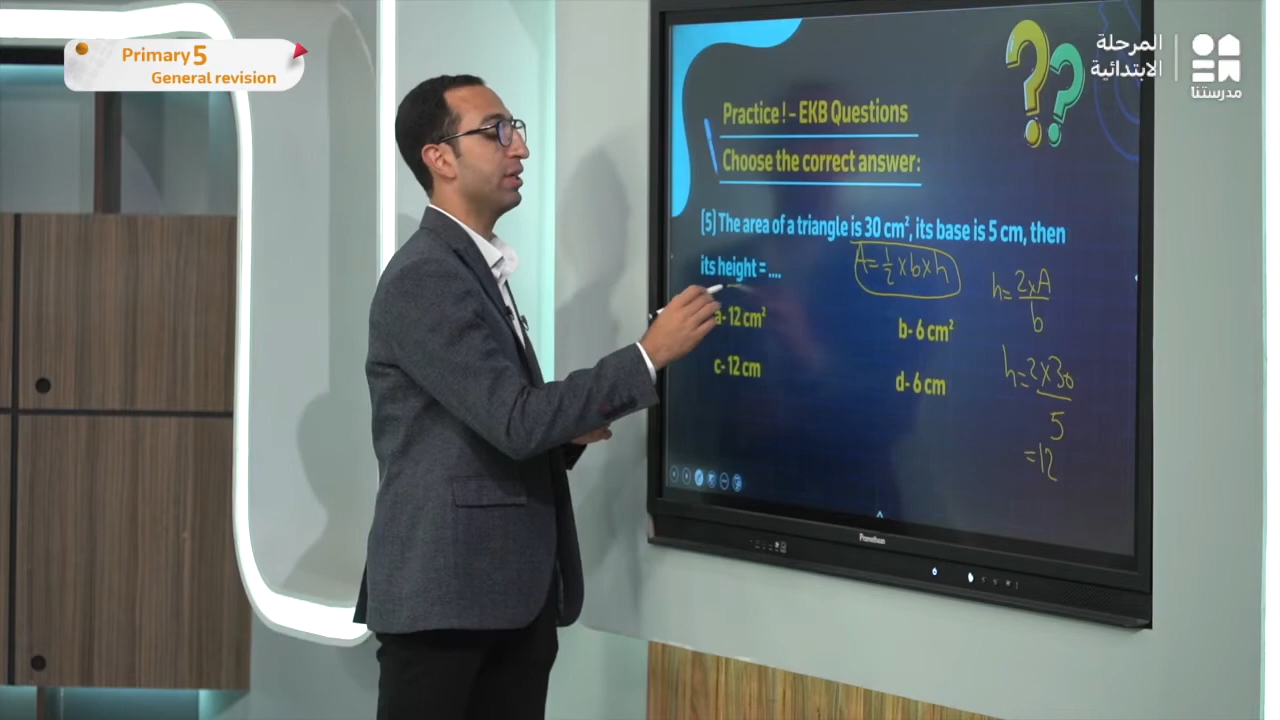 Primary 5
General revision
المرحلة
الابتدائية
مدرستنا
Practice ! - EKB Questions
Choose the correct answer:
(5) The area of a triangle is 30 cm², its base is 5 cm, then
its height = ....
A = 1/2 × b × h
h = 2×A / b
a- 12 cm²
b- 6 cm²
c- 12 cm
d- 6 cm
h = 2×30 / 5
= 12
Promethean